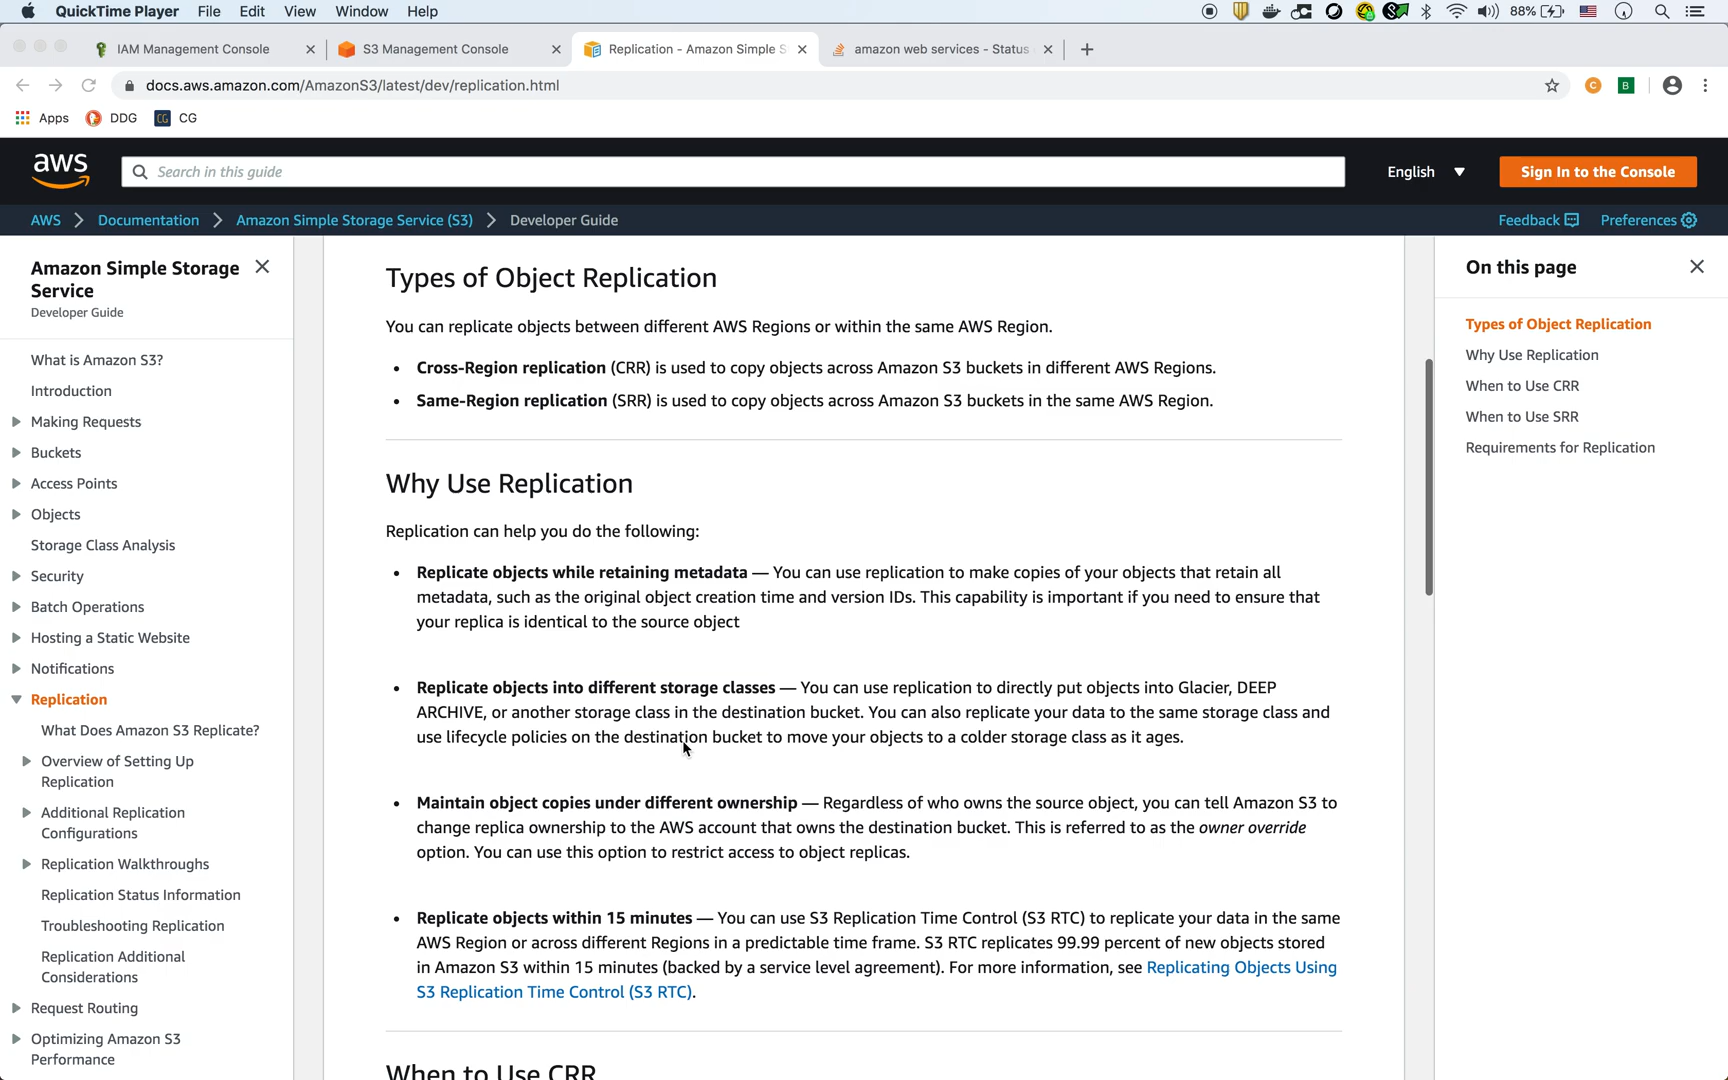 QuickTime Player File Edit View Window Help 88%
IAM Management Console
S3 Management Console
Replication - Amazon Simple S
amazon web services - Status
docs.aws.amazon.com/AmazonS3/latest/dev/replication.html
Apps DDG CG CG
aws
Search in this guide
English
Sign In to the Console
AWS Documentation Amazon Simple Storage Service (S3) Developer Guide
Feedback Preferences
Amazon Simple Storage
Service
Developer Guide
What is Amazon S3?
Introduction
Making Requests
Buckets
Access Points
Objects
Storage Class Analysis
Security
Batch Operations
Hosting a Static Website
Notifications
Replication
What Does Amazon S3 Replicate?
Overview of Setting Up
Replication
Additional Replication
Configurations
Replication Walkthroughs
Replication Status Information
Troubleshooting Replication
Replication Additional
Considerations
Request Routing
Optimizing Amazon S3
Performance
Types of Object Replication
You can replicate objects between different AWS Regions or within the same AWS Region.
• Cross-Region replication (CRR) is used to copy objects across Amazon S3 buckets in different AWS Regions.
• Same-Region replication (SRR) is used to copy objects across Amazon S3 buckets in the same AWS Region.
Why Use Replication
Replication can help you do the following:
• Replicate objects while retaining metadata — You can use replication to make copies of your objects that retain all
metadata, such as the original object creation time and version IDs. This capability is important if you need to ensure that
your replica is identical to the source object
• Replicate objects into different storage classes — You can use replication to directly put objects into Glacier, DEEP
ARCHIVE, or another storage class in the destination bucket. You can also replicate your data to the same storage class and
use lifecycle policies on the destination bucket to move your objects to a colder storage class as it ages.
• Maintain object copies under different ownership — Regardless of who owns the source object, you can tell Amazon S3 to
change replica ownership to the AWS account that owns the destination bucket. This is referred to as the owner override
option. You can use this option to restrict access to object replicas.
• Replicate objects within 15 minutes — You can use S3 Replication Time Control (S3 RTC) to replicate your data in the same
AWS Region or across different Regions in a predictable time frame. S3 RTC replicates 99.99 percent of new objects stored
in Amazon S3 within 15 minutes (backed by a service level agreement). For more information, see Replicating Objects Using
S3 Replication Time Control (S3 RTC).
When to Use CRR
On this page
Types of Object Replication
Why Use Replication
When to Use CRR
When to Use SRR
Requirements for Replication